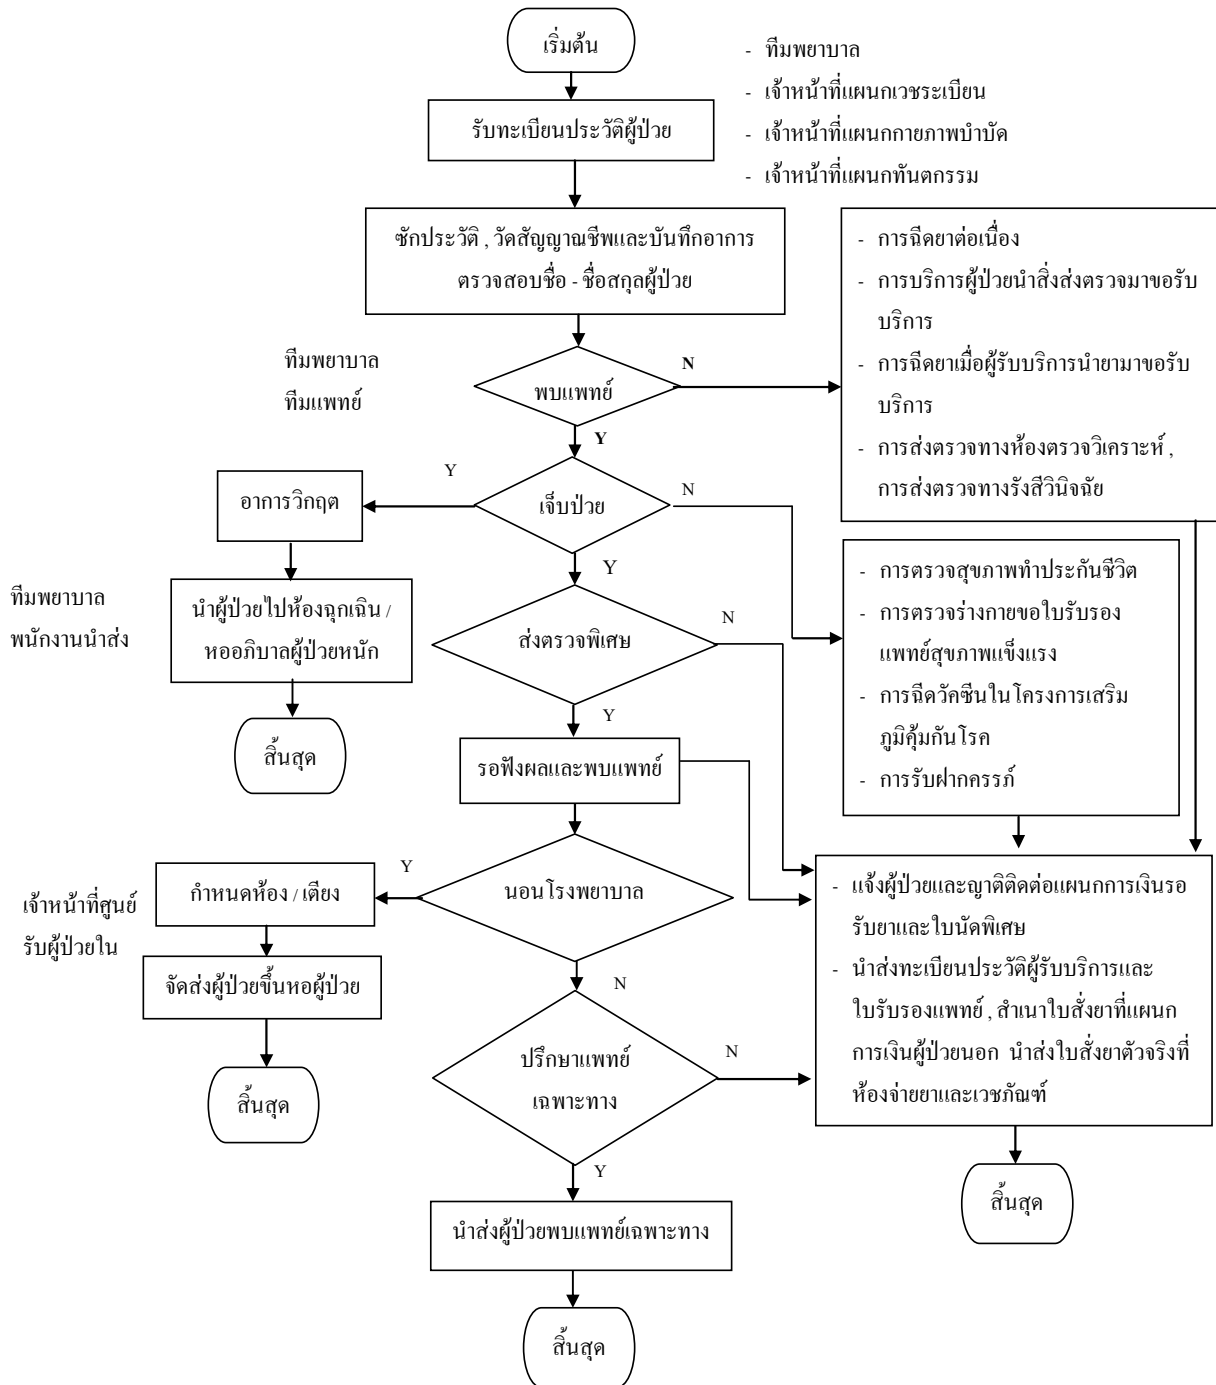 เริ่มต้น
- ทีมพยาบาล
- เจ้าหน้าที่แผนกเวชระเบียน
- เจ้าหน้าที่แผนกกายภาพบำบัด
- เจ้าหน้าที่แผนกทันตกรรม
รับทะเบียนประวัติผู้ป่วย
ซักประวัติ , วัดสัญญาณชีพและบันทึกอาการ
ตรวจสอบชื่อ - ชื่อสกุลผู้ป่วย
ทีมพยาบาล
ทีมแพทย์
พบแพทย์
N
Y
- การฉีดยาต่อเนื่อง
- การบริการผู้ป่วยนำสิ่งส่งตรวจมาขอรับ
บริการ
- การฉีดยาเมื่อผู้รับบริการนำยามาขอรับ
บริการ
- การส่งตรวจทางห้องตรวจวิเคราะห์ ,
การส่งตรวจทางรังสีวินิจฉัย
Y
อาการวิกฤต
เจ็บป่วย
N
Y
ทีมพยาบาล
พนักงานนำส่ง
นำผู้ป่วยไปห้องฉุกเฉิน /
หออภิบาลผู้ป่วยหนัก
สิ้นสุด
ส่งตรวจพิเศษ
N
Y
- การตรวจสุขภาพทำประกันชีวิต
- การตรวจร่างกายขอใบรับรอง
แพทย์สุขภาพแข็งแรง
- การฉีดวัคซีนในโครงการเสริม
ภูมิคุ้มกันโรค
- การรับฝากครรภ์
รอฟังผลและพบแพทย์
นอนโรงพยาบาล
Y
N
เจ้าหน้าที่ศูนย์
รับผู้ป่วยใน
กำหนดห้อง / เตียง
จัดส่งผู้ป่วยขึ้นหอผู้ป่วย
สิ้นสุด
- แจ้งผู้ป่วยและญาติติดต่อแผนกการเงินรอ
รับยาและใบนัดพิเศษ
- นำส่งทะเบียนประวัติผู้รับบริการและ
ใบรับรองแพทย์ , สำเนาใบสั่งยาที่แผนก
การเงินผู้ป่วยนอก นำส่งใบสั่งยาตัวจริงที่
ห้องจ่ายยาและเวชภัณฑ์
สิ้นสุด
ปรึกษาแพทย์
เฉพาะทาง
N
Y
นำส่งผู้ป่วยพบแพทย์เฉพาะทาง
สิ้นสุด